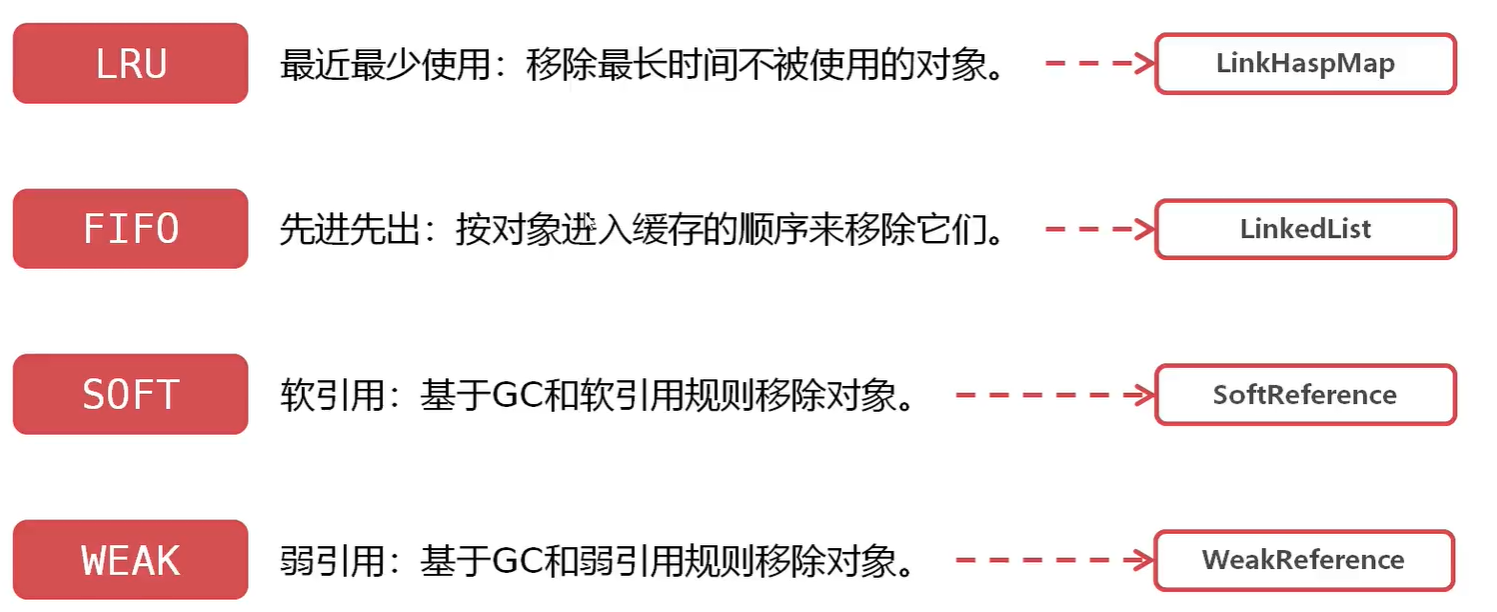 LRU 最近最少使用：移除最长时间不被使用的对象。 LinkHaspMap
FIFO 先进先出：按对象进入缓存的顺序来移除它们。 LinkedList
SOFT 软引用：基于GC和软引用规则移除对象。 SoftReference
WEAK 弱引用：基于GC和弱引用规则移除对象。 WeakReference